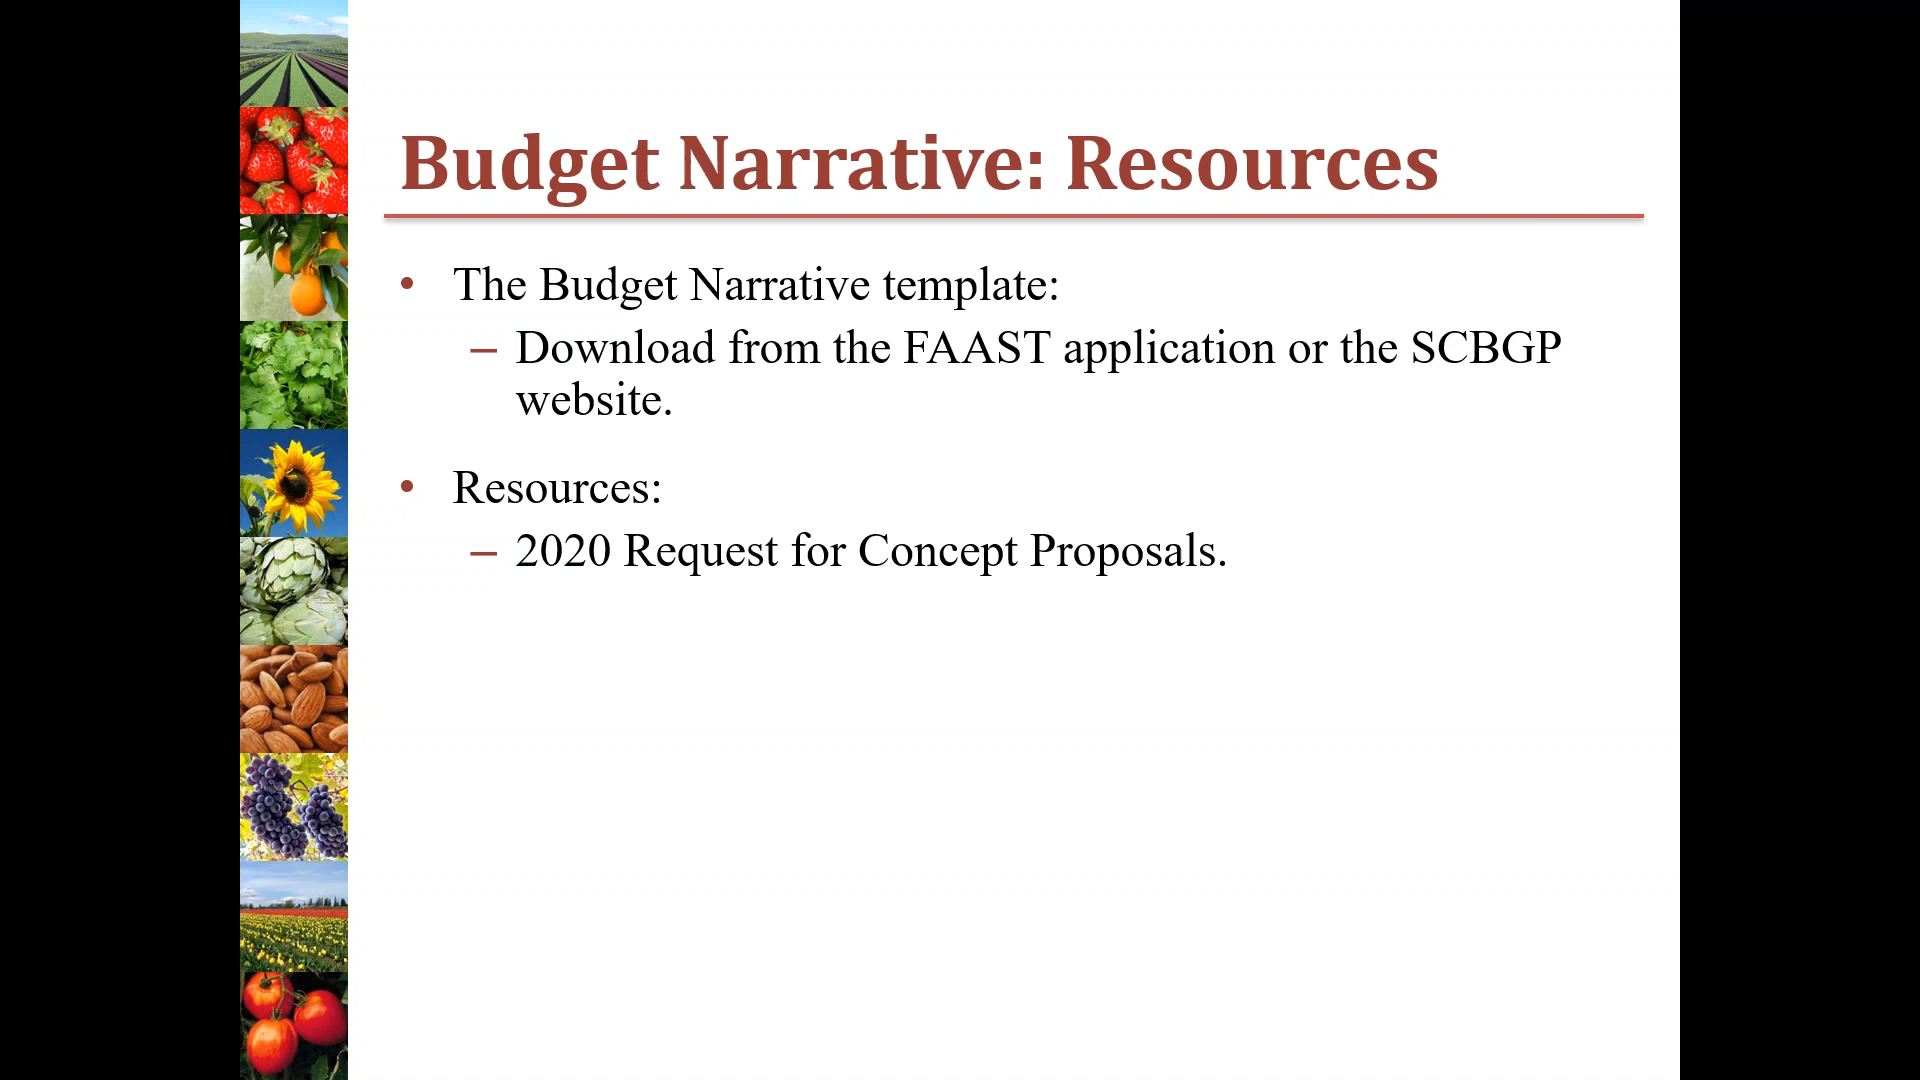 Budget Narrative: Resources
• The Budget Narrative template:
– Download from the FAAST application or the SCBGP
website.
• Resources:
– 2020 Request for Concept Proposals.